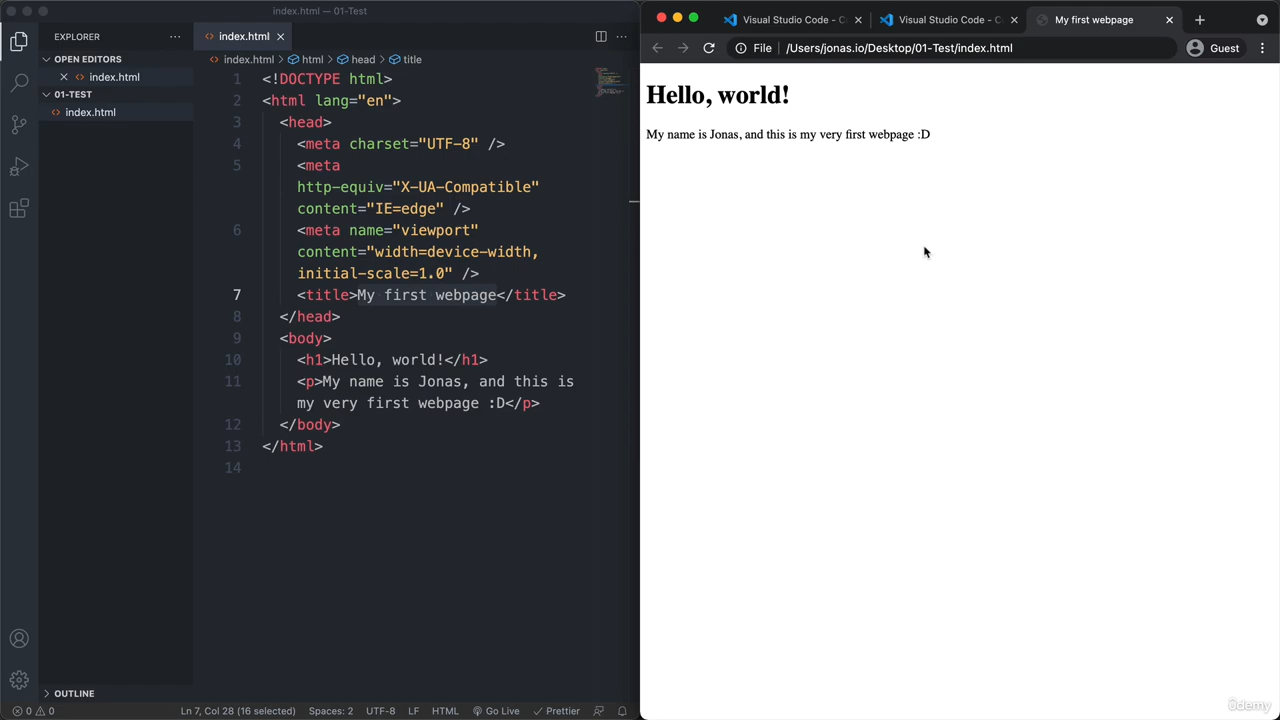 index.html — 01-Test
EXPLORER
OPEN EDITORS
index.html
01-TEST
index.html
OUTLINE
index.html
index.html > html > head > title
1 <!DOCTYPE html>
2 <html lang="en">
3 <head>
4 <meta charset="UTF-8" />
5 <meta
http-equiv="X-UA-Compatible"
content="IE=edge" />
6 <meta name="viewport"
content="width=device-width,
initial-scale=1.0" />
7 <title>My first webpage</title>
8 </head>
9 <body>
10 <h1>Hello, world!</h1>
11 <p>My name is Jonas, and this is
my very first webpage :D</p>
12 </body>
13 </html>
14
0 0 Ln 7, Col 28 (16 selected) Spaces: 2 UTF-8 LF HTML Go Live Prettier
Visual Studio Code - C Visual Studio Code - C My first webpage
File /Users/jonas.io/Desktop/01-Test/index.html Guest
Hello, world!
My name is Jonas, and this is my very first webpage :D
ûdemy